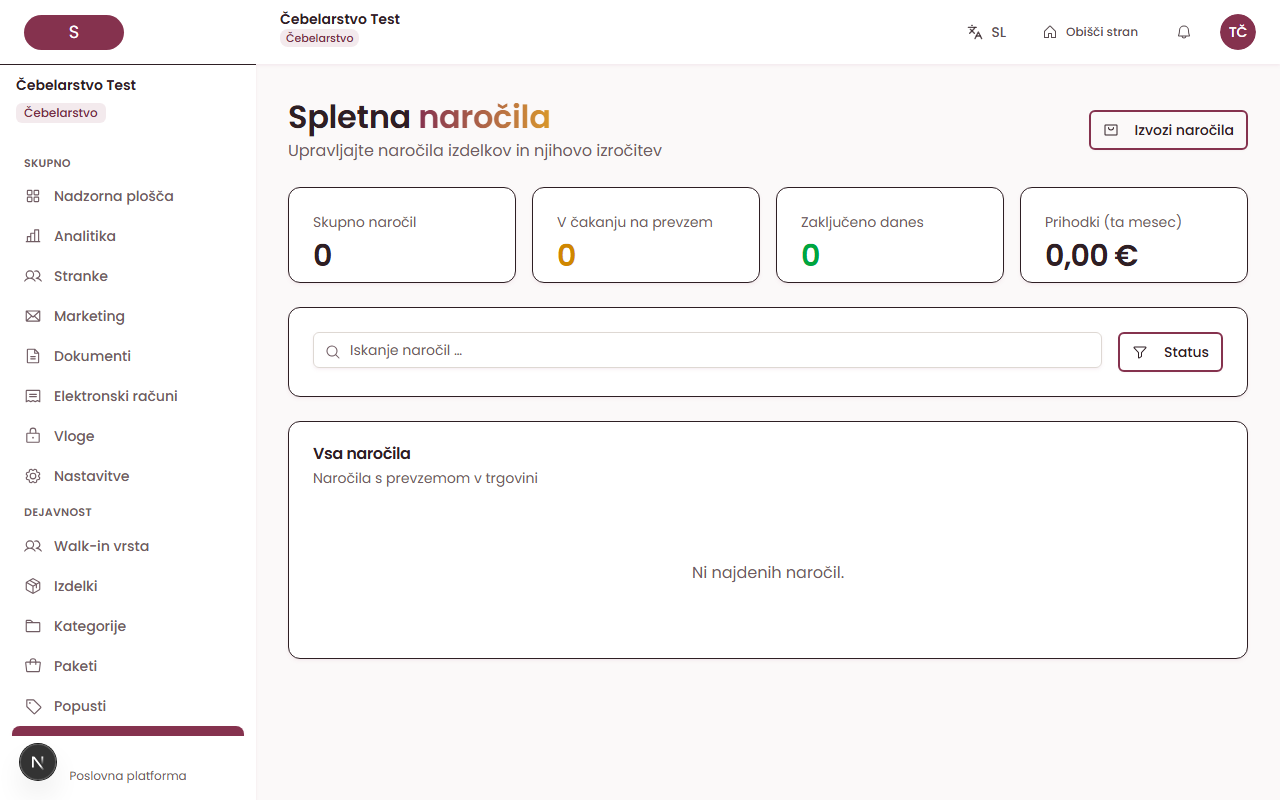 S
Čebelarstvo Test
Čebelarstvo
SL
Obišči stran
TČ
Čebelarstvo Test
Čebelarstvo
SKUPNO
Nadzorna plošča
Analitika
Stranke
Marketing
Dokumenti
Elektronski računi
Vloge
Nastavitve
DEJAVNOST
Walk-in vrsta
Izdelki
Kategorije
Paketi
Popusti
N
Poslovna platforma
Spletna naročila
Upravljajte naročila izdelkov in njihovo izročitev
Izvozi naročila
Skupno naročil
0
V čakanju na prevzem
0
Zaključeno danes
0
Prihodki (ta mesec)
0,00 €
Iskanje naročil ...
Status
Vsa naročila
Naročila s prevzemom v trgovini
Ni najdenih naročil.